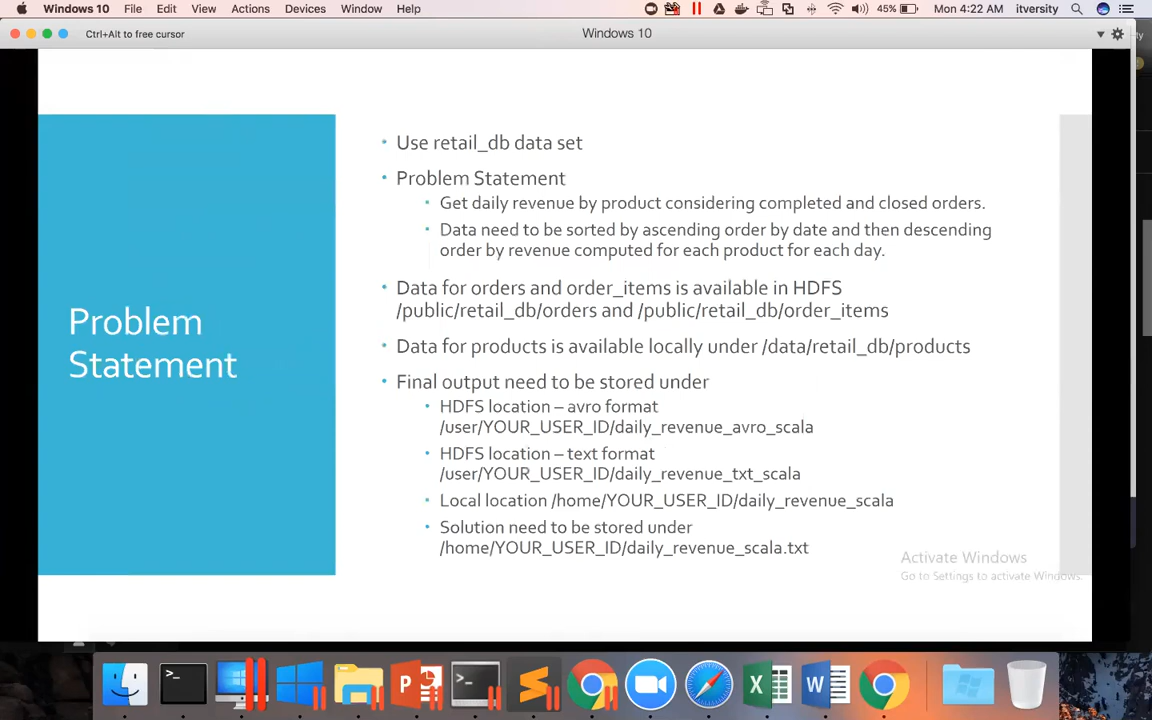 Windows 10 File Edit View Actions Devices Window Help 45% Mon 4:22 AM itversity
Ctrl+Alt to free cursor Windows 10
Problem
Statement
Use retail_db data set
Problem Statement
Get daily revenue by product considering completed and closed orders.
Data need to be sorted by ascending order by date and then descending
order by revenue computed for each product for each day.
Data for orders and order_items is available in HDFS
/public/retail_db/orders and /public/retail_db/order_items
Data for products is available locally under /data/retail_db/products
Final output need to be stored under
HDFS location – avro format
/user/YOUR_USER_ID/daily_revenue_avro_scala
HDFS location – text format
/user/YOUR_USER_ID/daily_revenue_txt_scala
Local location /home/YOUR_USER_ID/daily_revenue_scala
Solution need to be stored under
/home/YOUR_USER_ID/daily_revenue_scala.txt
Activate Windows
Go to Settings to activate Windows.